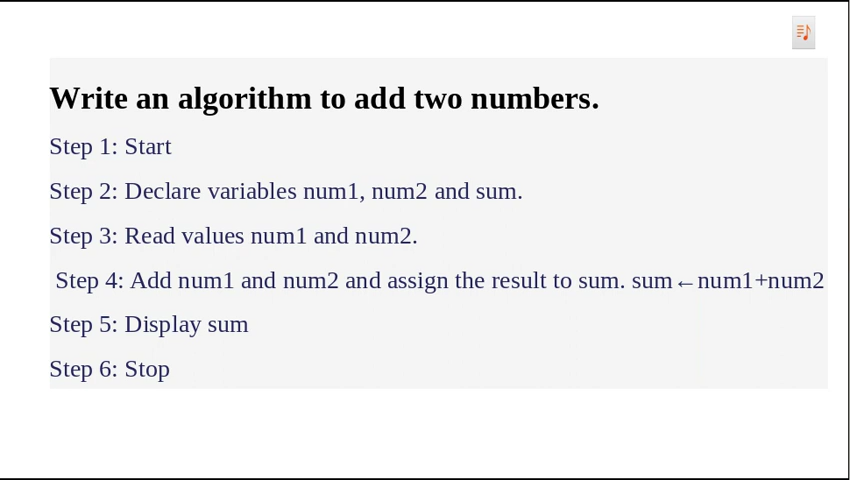 Write an algorithm to add two numbers.
Step 1: Start
Step 2: Declare variables num1, num2 and sum.
Step 3: Read values num1 and num2.
Step 4: Add num1 and num2 and assign the result to sum. sum←num1+num2
Step 5: Display sum
Step 6: Stop